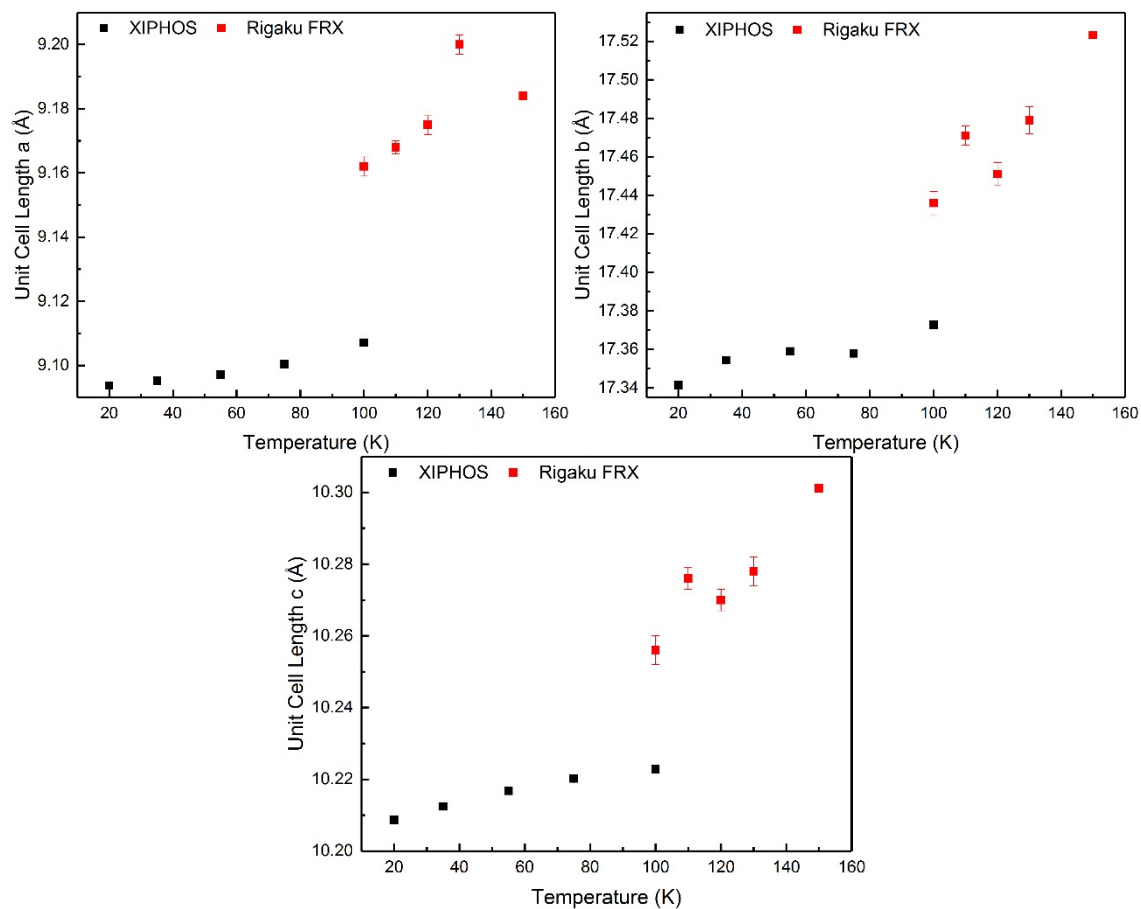 XIPHOS Rigaku FRX
9.20
9.18
9.16
9.14
9.12
9.10
Unit Cell Length a (Å)
20 40 60 80 100 120 140 160
Temperature (K)
XIPHOS Rigaku FRX
17.52
17.50
17.48
17.46
17.44
17.42
17.40
17.38
17.36
17.34
Unit Cell Length b (Å)
20 40 60 80 100 120 140 160
Temperature (K)
XIPHOS Rigaku FRX
10.30
10.28
10.26
10.24
10.22
10.20
Unit Cell Length c (Å)
20 40 60 80 100 120 140 160
Temperature (K)